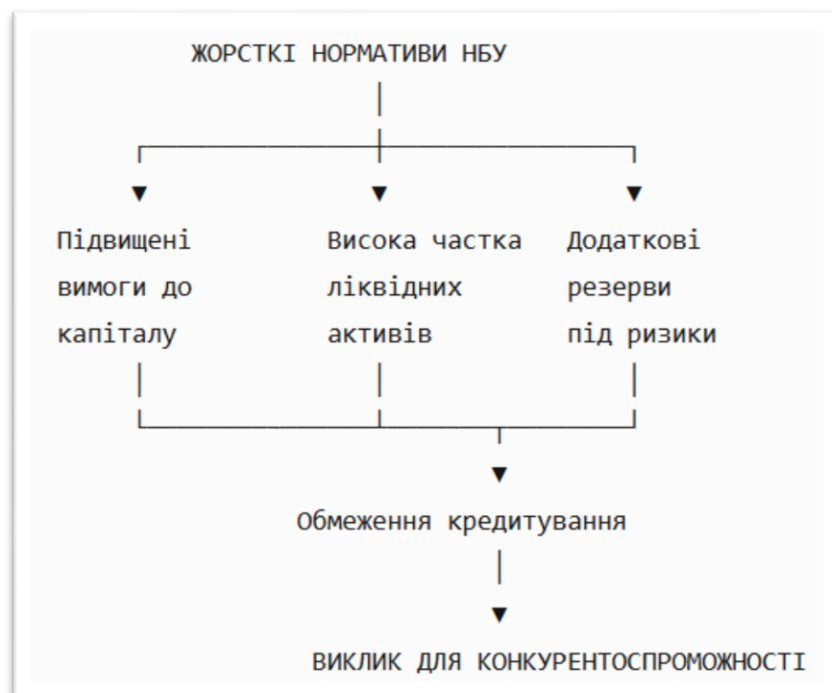 ЖОРСТКІ НОРМАТИВИ НБУ
Підвищені вимоги до капіталу
Висока частка ліквідних активів
Додаткові резерви під ризики
Обмеження кредитування
ВИКЛИК ДЛЯ КОНКУРЕНТОСПРОМОЖНОСТІ